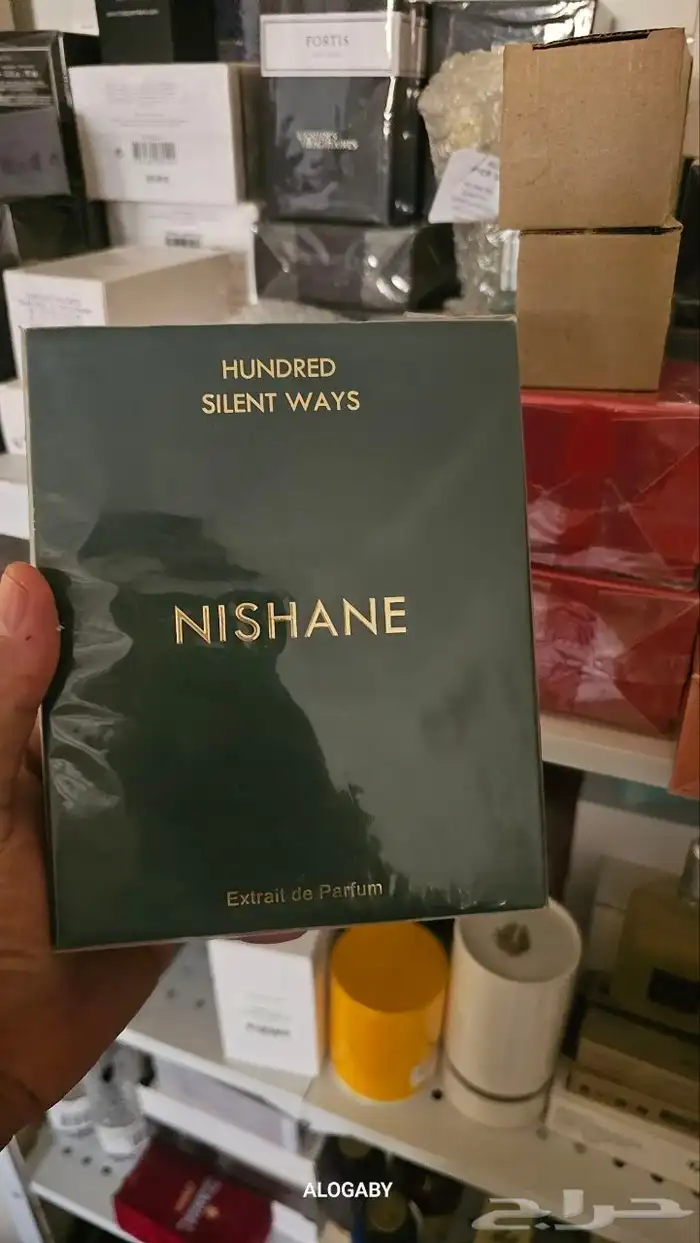 FORTIS
HUNDRED
SILENT WAYS
NISHANE
Extrait de Parfum
ALOGABY
حراج